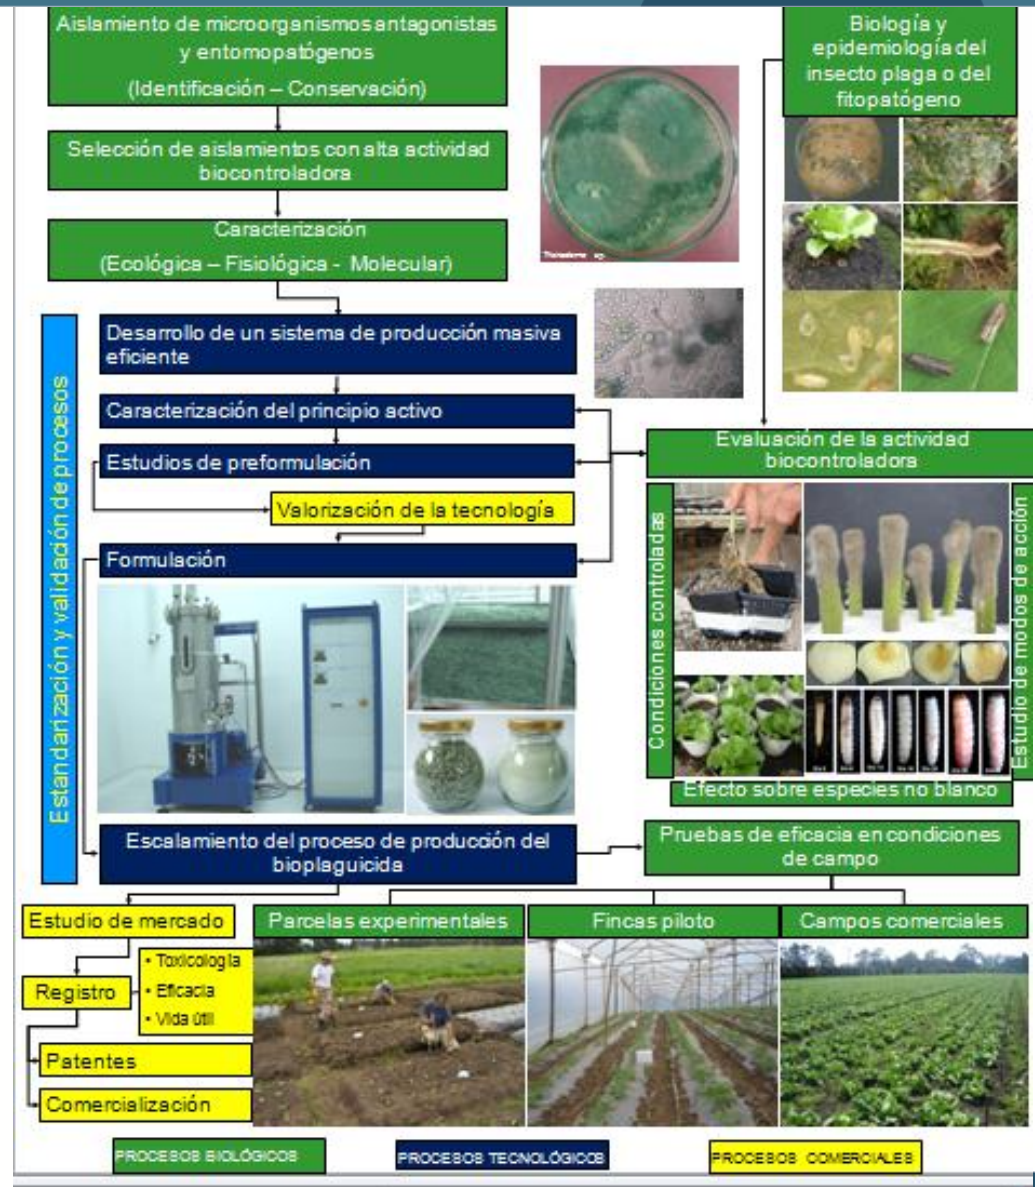 Aislamiento de microorganismos antagonistas
y entomopatógenos
(Identificación – Conservación)
Biología y
epidemiología del
insecto plaga o del
fitopatógeno
Selección de aislamientos con alta actividad
biocontroladora
Caracterización
(Ecológica – Fisiológica - Molecular)
Trichoderma sp.
Estandarización y validación de procesos
Desarrollo de un sistema de producción masiva
eficiente
Caracterización del principio activo
Estudios de preformulación
Valorización de la tecnología
Formulación
Evaluación de la actividad
biocontroladora
Condiciones controladas
Estudio de modos de acción
Efecto sobre especies no blanco
Escalamiento del proceso de producción del
bioplaguicida
Pruebas de eficacia en condiciones
de campo
Estudio de mercado
Registro
• Toxicología
• Eficacia
• Vida útil
Patentes
Comercialización
Parcelas experimentales
Fincas piloto
Campos comerciales
PROCESOS BIOLÓGICOS
PROCESOS TECNOLÓGICOS
PROCESOS COMERCIALES